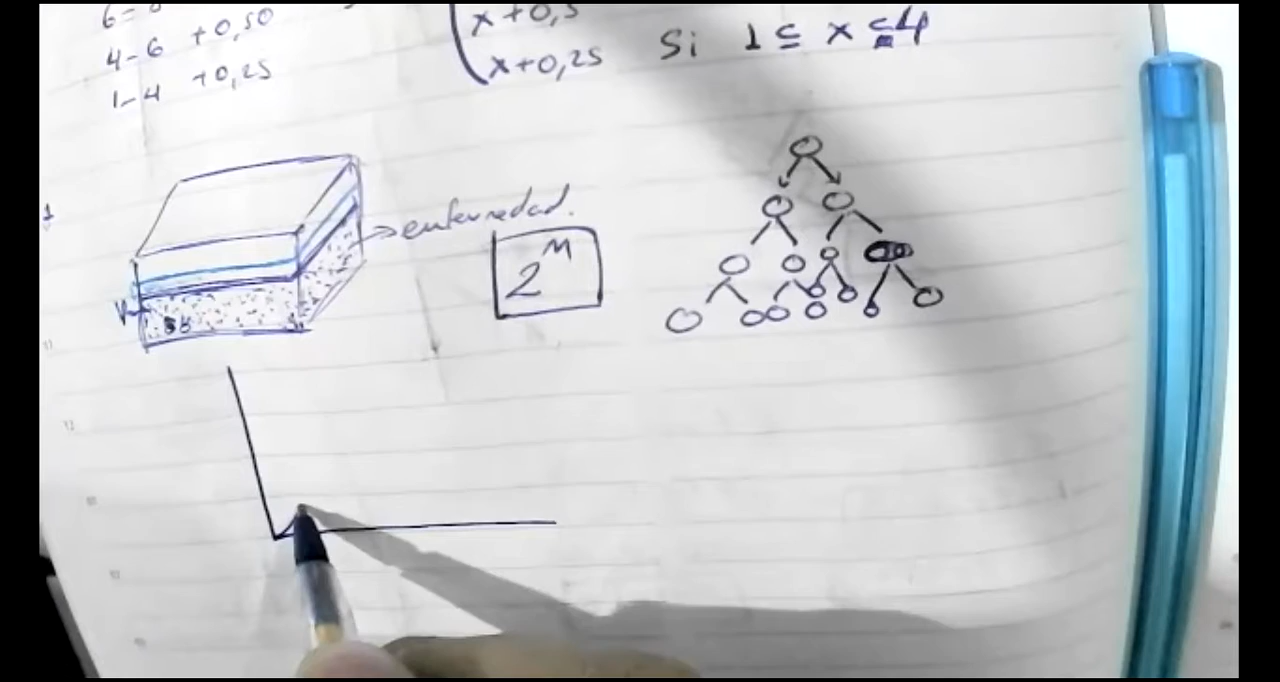 4-6 +0,50
1-4 +0,25
x+0,5
x+0,25 Si 1 ≤ x ≤ 4
enfermedad.
2^M
V